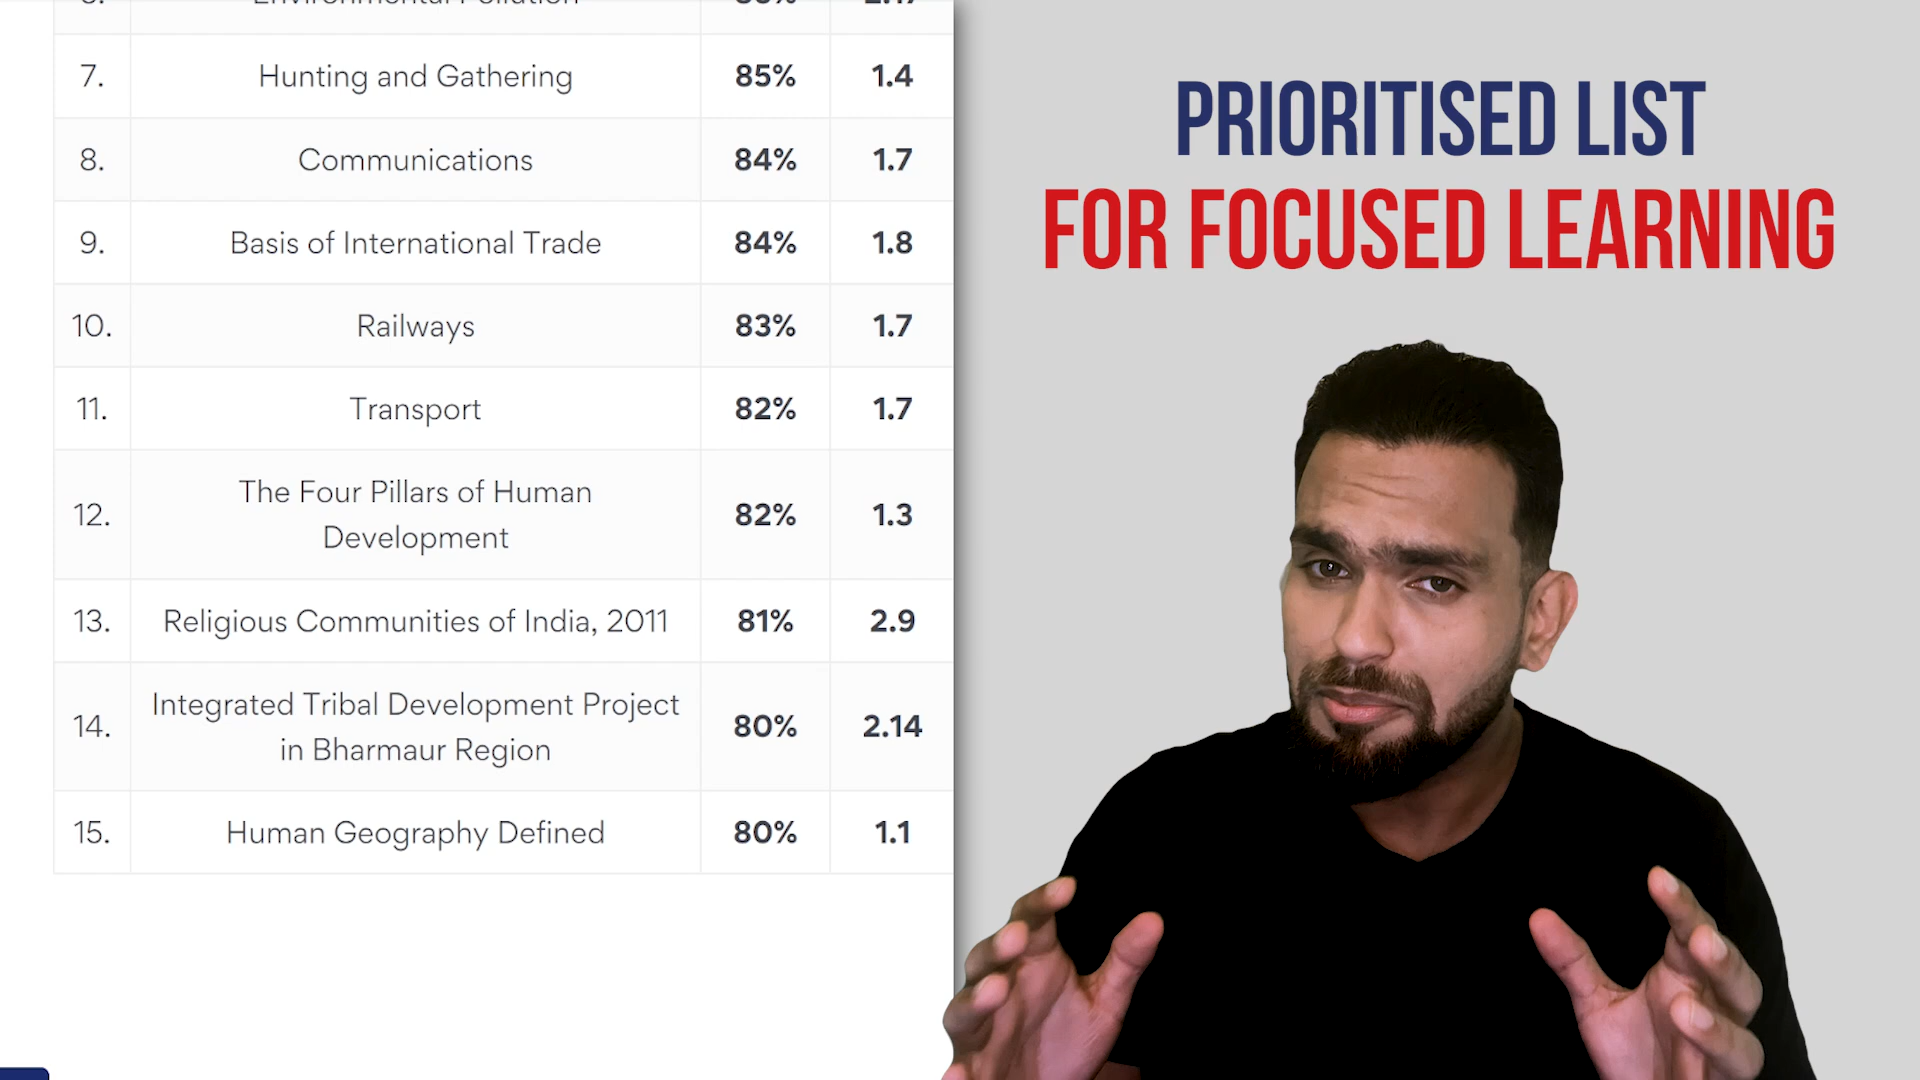 7. Hunting and Gathering 85% 1.4
8. Communications 84% 1.7
9. Basis of International Trade 84% 1.8
10. Railways 83% 1.7
11. Transport 82% 1.7
12. The Four Pillars of Human
Development 82% 1.3
13. Religious Communities of India, 2011 81% 2.9
14. Integrated Tribal Development Project
in Bharmaur Region 80% 2.14
15. Human Geography Defined 80% 1.1
PRIORITISED LIST
FOR FOCUSED LEARNING